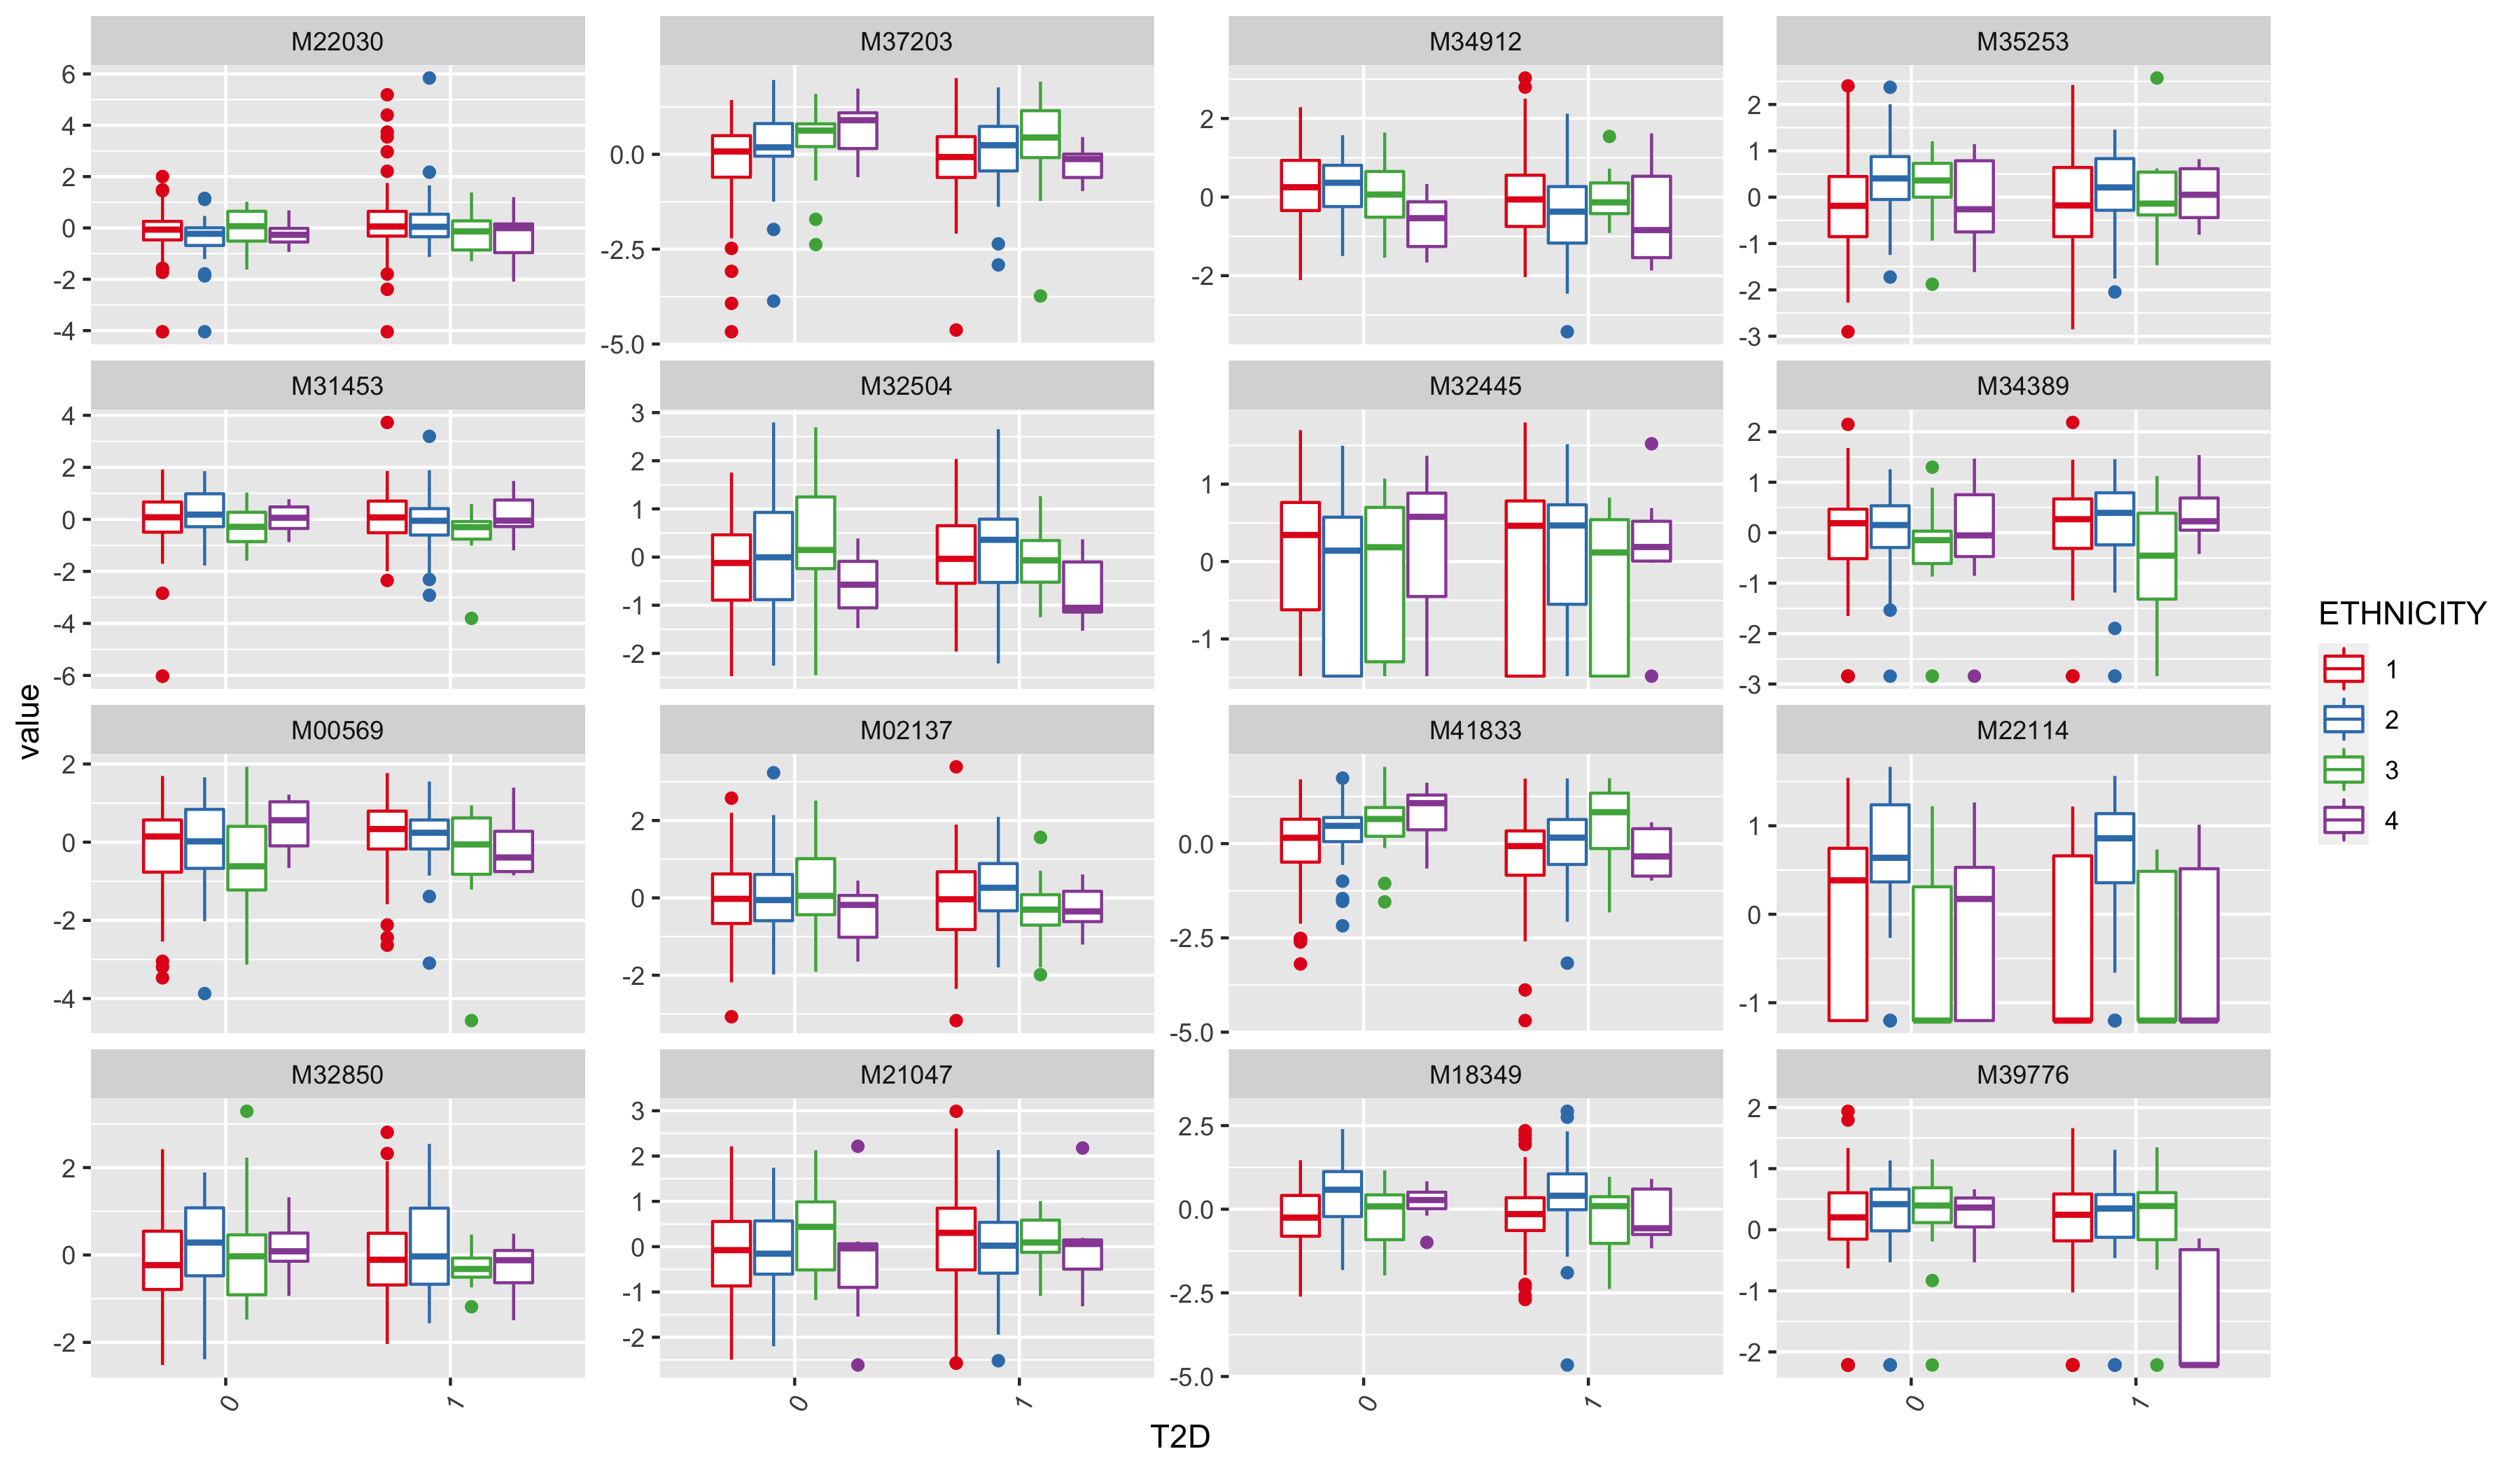 M22030 M37203 M34912 M35253
6 4 2 0 -2 -4
0.0 -2.5 -5.0
2 0 -2
2 1 0 -1 -2 -3
M31453 M32504 M32445 M34389
4 2 0 -2 -4 -6
3 2 1 0 -1 -2
1 0 -1
2 1 0 -1 -2 -3
M00569 M02137 M41833 M22114
2 0 -2 -4
2 0 -2
0.0 -2.5 -5.0
1 0 -1
M32850 M21047 M18349 M39776
2 0 -2
3 2 1 0 -1 -2
2.5 0.0 -2.5 -5.0
2 1 0 -1 -2
0 1 0 1 0 1 0 1
value
T2D
ETHNICITY
1
2
3
4